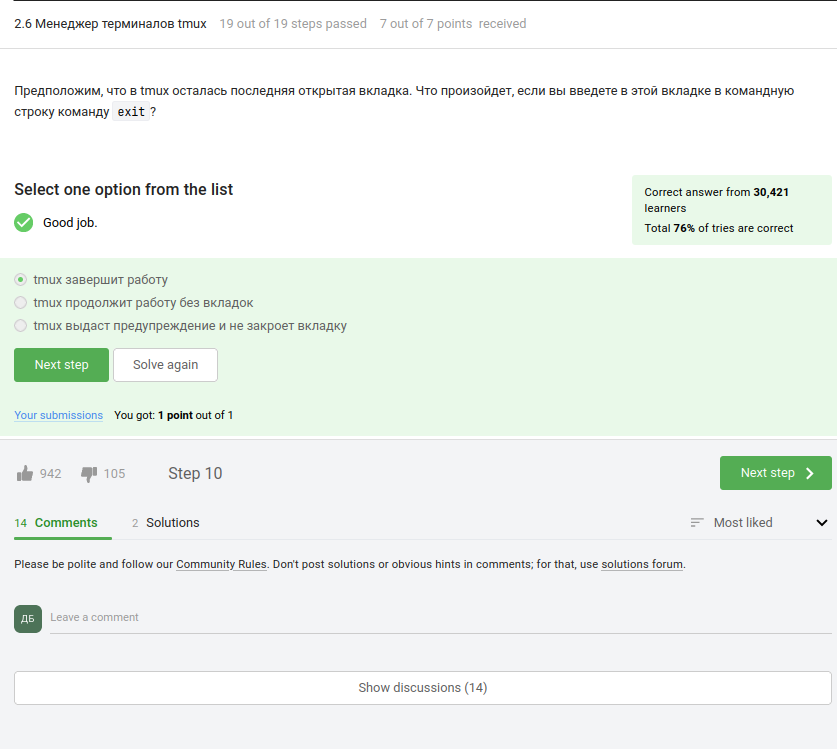 2.6 Менеджер терминалов tmux 19 out of 19 steps passed 7 out of 7 points received
Предположим, что в tmux осталась последняя открытая вкладка. Что произойдет, если вы введете в этой вкладке в командную
строку команду exit ?
Select one option from the list
Good job.
Correct answer from 30,421
learners
Total 76% of tries are correct
tmux завершит работу
tmux продолжит работу без вкладок
tmux выдаст предупреждение и не закроет вкладку
Next step Solve again
Your submissions You got: 1 point out of 1
942 105 Step 10 Next step
14 Comments 2 Solutions Most liked
Please be polite and follow our Community Rules. Don't post solutions or obvious hints in comments; for that, use solutions forum.
ДБ Leave a comment
Show discussions (14)